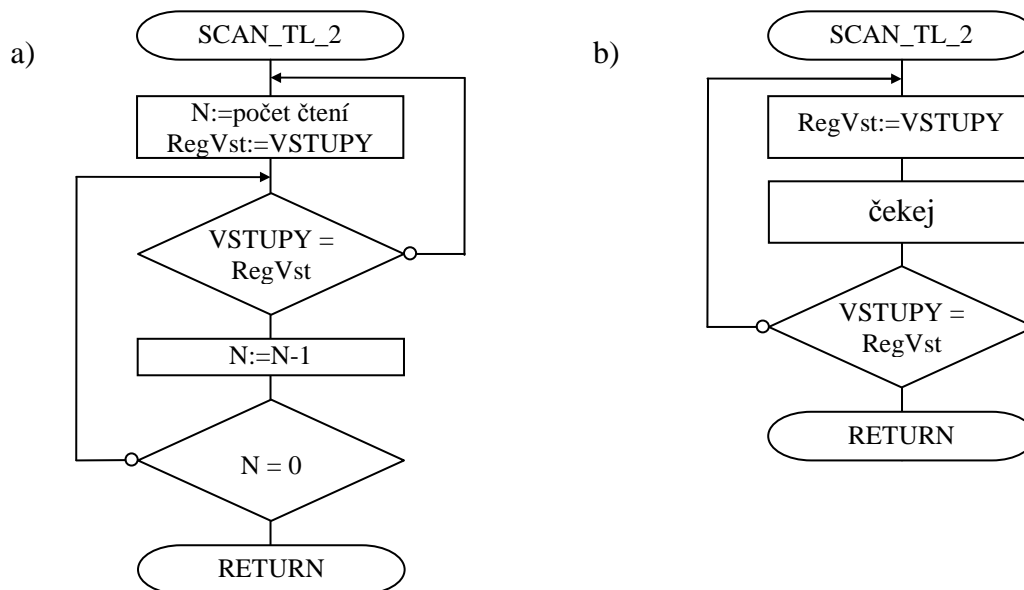 a)
SCAN_TL_2
N:=počet čtení
RegVst:=VSTUPY
VSTUPY =
RegVst
N:=N-1
N = 0
RETURN
b)
SCAN_TL_2
RegVst:=VSTUPY
čekej
VSTUPY =
RegVst
RETURN